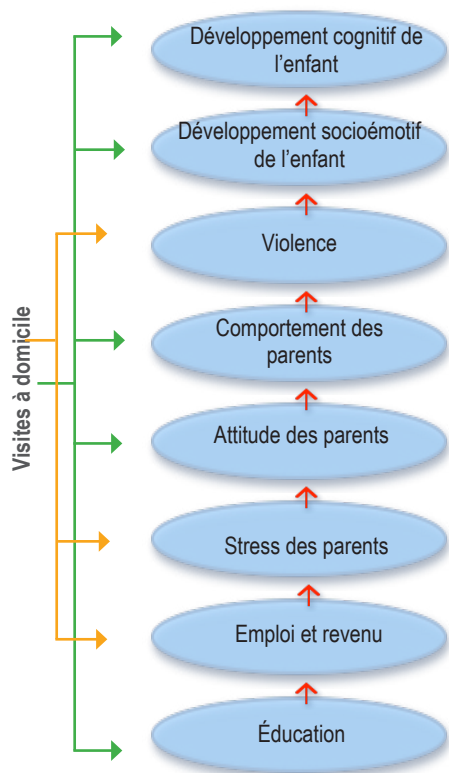 Développement cognitif de
l'enfant
Développement socioémotif
de l'enfant
Violence
Comportement des
parents
Visites à domicile
Attitude des parents
Stress des parents
Emploi et revenu
Éducation